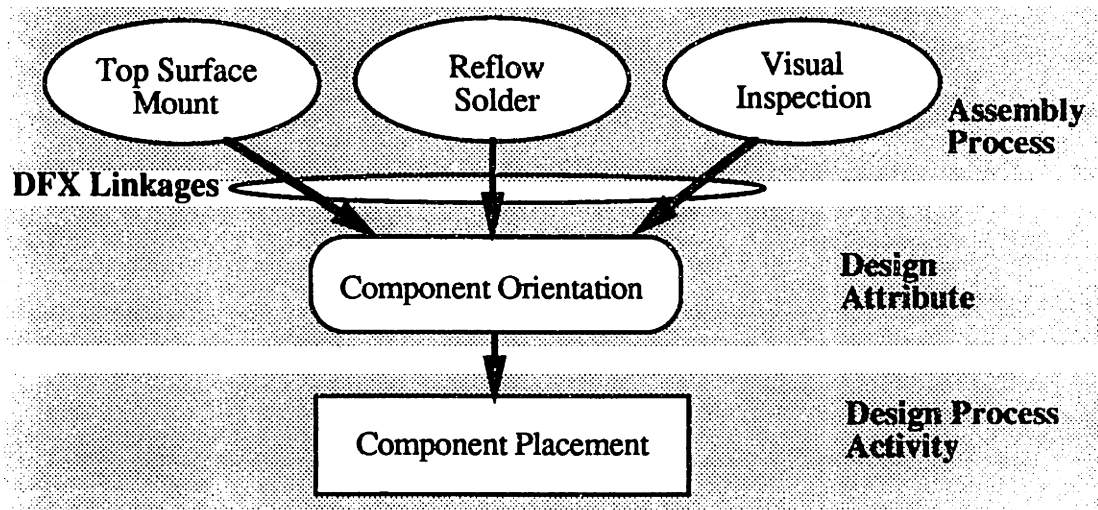 Top Surface
Mount
Reflow
Solder
Visual
Inspection
Assembly
Process
DFX Linkages
Component Orientation
Design
Attribute
Component Placement
Design Process
Activity